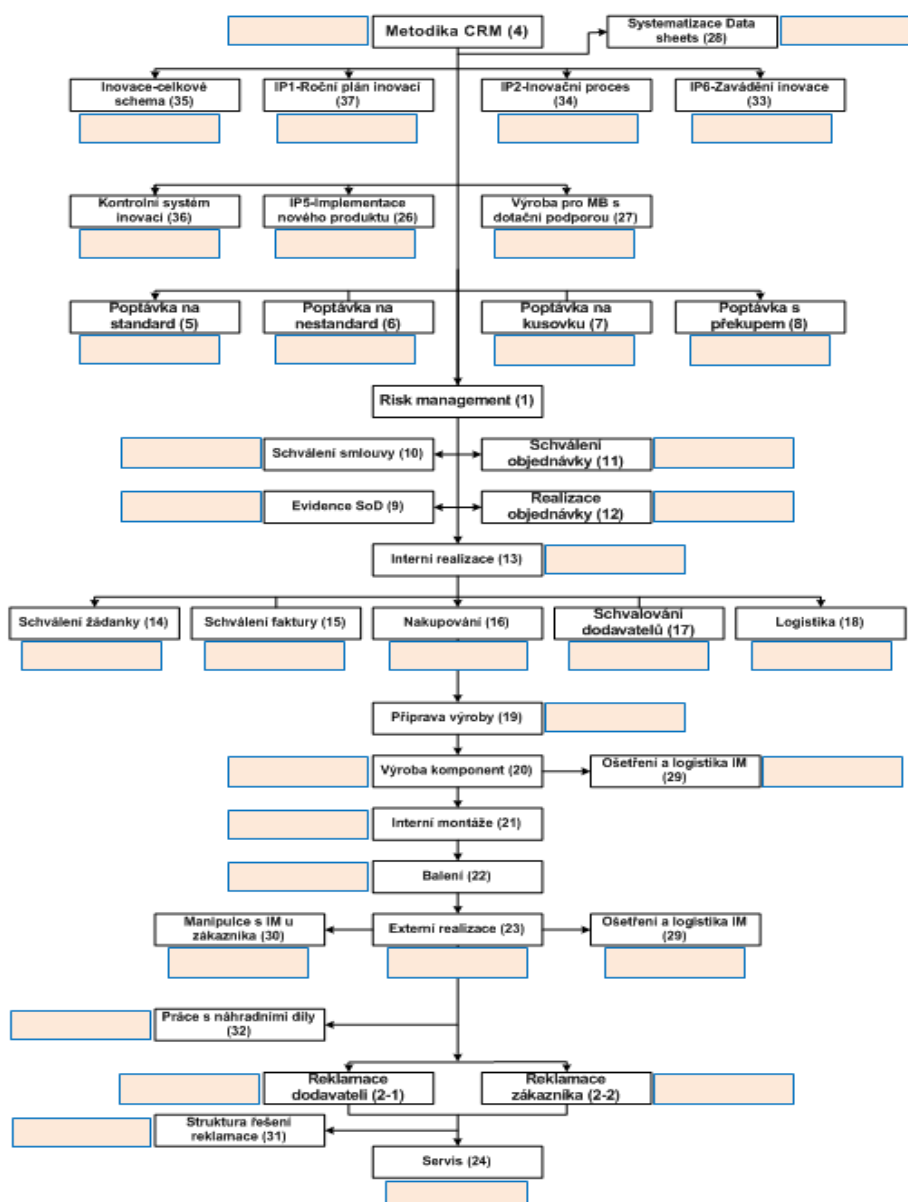 Metodika CRM (4)
Systematizace Data
sheets (28)
Inovace-celkové
schema (35)
IP1-Roční plán inovací
(37)
IP2-Inovační proces
(34)
IP6-Zavádění inovace
(33)
Kontrolní systém
inovací (36)
IP5-Implementace
nového produktu (26)
Výroba pro MB s
dotační podporou (27)
Poptávka na
standard (5)
Poptávka na
nestandard (6)
Poptávka na
kusovku (7)
Poptávka s
překupem (8)
Risk management (1)
Schválení smlouvy (10)
Schválení
objednávky (11)
Evidence SoD (9)
Realizace
objednávky (12)
Interní realizace (13)
Schválení žádanky (14)
Schválení faktury (15)
Nakupování (16)
Schvalování
dodavatelů (17)
Logistika (18)
Příprava výroby (19)
Výroba komponent (20)
Ošetření a logistika IM
(29)
Interní montáže (21)
Balení (22)
Manipulce s IM u
zákazníka (30)
Externí realizace (23)
Ošetření a logistika IM
(29)
Práce s náhradními díly
(32)
Reklamace
dodavateli (2-1)
Reklamace
zákazníka (2-2)
Struktura řešení
reklamace (31)
Servis (24)